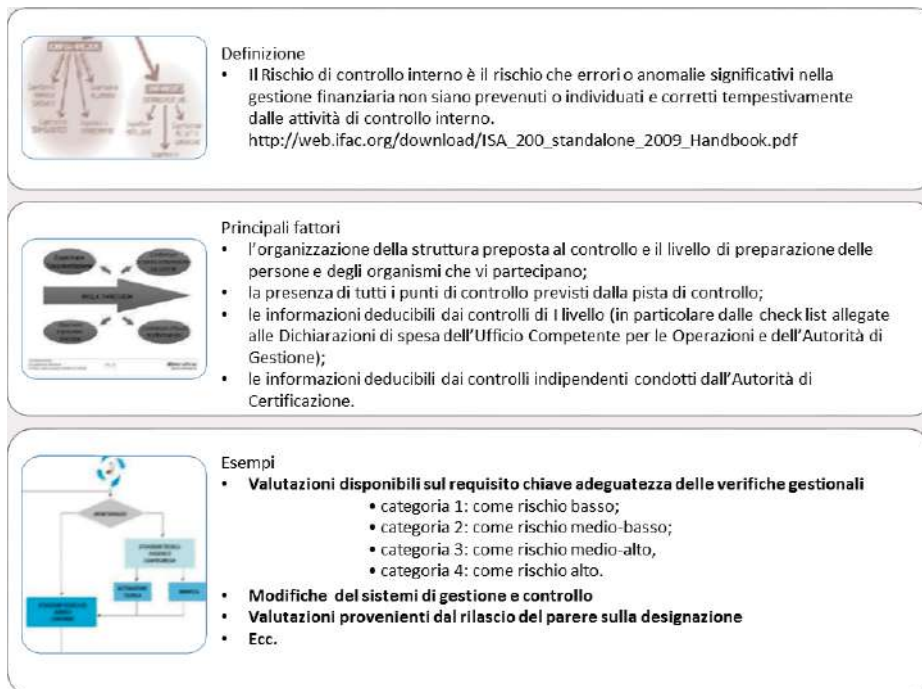 Definizione
• Il Rischio di controllo interno è il rischio che errori o anomalie significativi nella
gestione finanziaria non siano prevenuti o individuati e corretti tempestivamente
dalle attività di controllo interno.
http://web.ifac.org/download/ISA_200_standalone_2009_Handbook.pdf
Principali fattori
• l'organizzazione della struttura preposta al controllo e il livello di preparazione delle
persone e degli organismi che vi partecipano;
• la presenza di tutti i punti di controllo previsti dalla pista di controllo;
• le informazioni deducibili dai controlli di I livello (in particolare dalle check list allegate
alle Dichiarazioni di spesa dell'Ufficio Competente per le Operazioni e dell'Autorità di
Gestione);
• le informazioni deducibili dai controlli indipendenti condotti dall'Autorità di
Certificazione.
Esempi
• Valutazioni disponibili sul requisito chiave adeguatezza delle verifiche gestionali
• categoria 1: come rischio basso;
• categoria 2: come rischio medio-basso;
• categoria 3: come rischio medio-alto,
• categoria 4: come rischio alto.
• Modifiche del sistemi di gestione e controllo
• Valutazioni provenienti dal rilascio del parere sulla designazione
• Ecc.